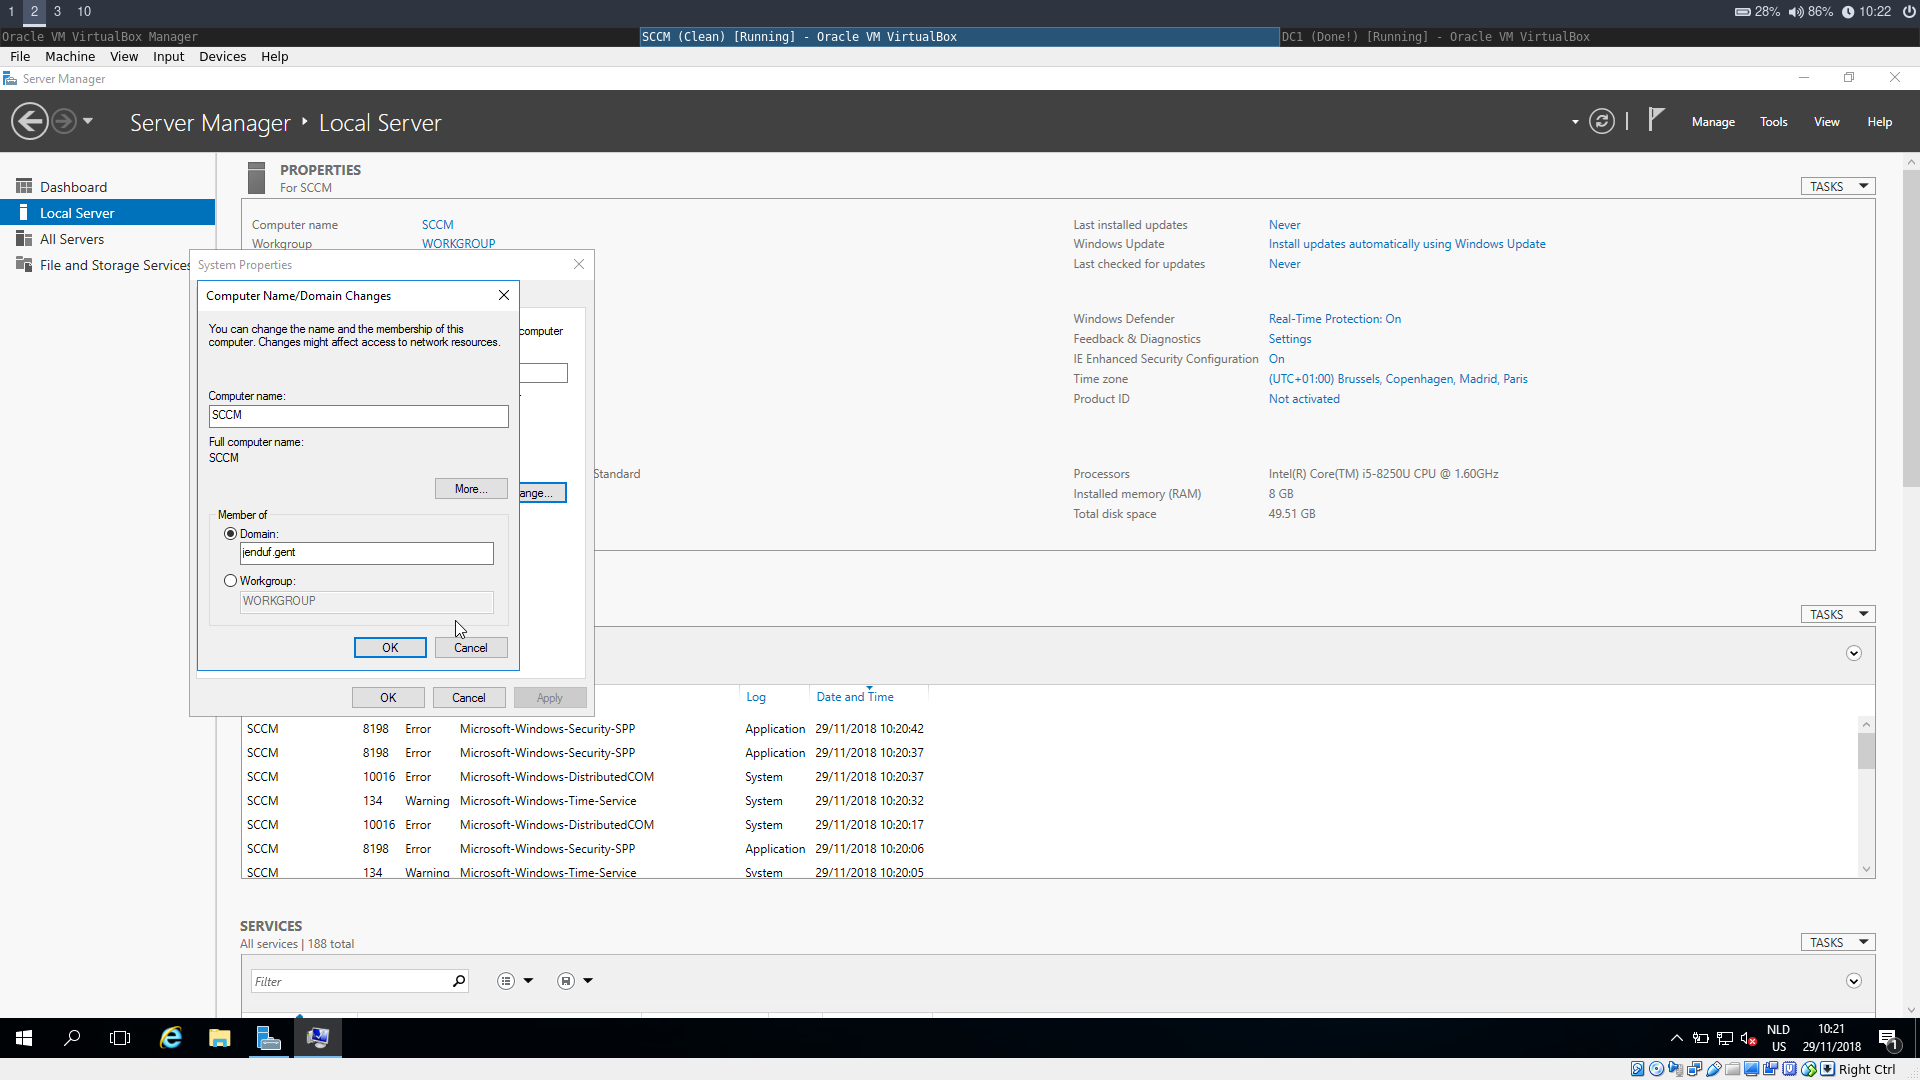 1 2 3 10
28% 86% 10:22
Oracle VM VirtualBox Manager
SCCM (Clean) [Running] - Oracle VM VirtualBox
DC1 (Done!) [Running] - Oracle VM VirtualBox
File Machine View Input Devices Help
Server Manager
Server Manager ‣ Local Server
Manage Tools View Help
Dashboard
Local Server
All Servers
File and Storage Services
PROPERTIES
For SCCM
TASKS
Computer name SCCM
Workgroup WORKGROUP
Last installed updates Never
Windows Update Install updates automatically using Windows Update
Last checked for updates Never
Windows Defender Real-Time Protection: On
Feedback & Diagnostics Settings
IE Enhanced Security Configuration On
Time zone (UTC+01:00) Brussels, Copenhagen, Madrid, Paris
Product ID Not activated
Standard
Processors Intel(R) Core(TM) i5-8250U CPU @ 1.60GHz
Installed memory (RAM) 8 GB
Total disk space 49.51 GB
System Properties
computer
ange...
OK Cancel Apply
Computer Name/Domain Changes
You can change the name and the membership of this
computer. Changes might affect access to network resources.
Computer name:
SCCM
Full computer name:
SCCM
More...
Member of
Domain:
jenduf.gent
Workgroup:
WORKGROUP
OK Cancel
TASKS
Log Date and Time
SCCM 8198 Error Microsoft-Windows-Security-SPP Application 29/11/2018 10:20:42
SCCM 8198 Error Microsoft-Windows-Security-SPP Application 29/11/2018 10:20:37
SCCM 10016 Error Microsoft-Windows-DistributedCOM System 29/11/2018 10:20:37
SCCM 134 Warning Microsoft-Windows-Time-Service System 29/11/2018 10:20:32
SCCM 10016 Error Microsoft-Windows-DistributedCOM System 29/11/2018 10:20:17
SCCM 8198 Error Microsoft-Windows-Security-SPP Application 29/11/2018 10:20:06
SCCM 134 Warning Microsoft-Windows-Time-Service System 29/11/2018 10:20:05
SERVICES
All services | 188 total
TASKS
Filter
NLD
US
10:21
29/11/2018
1
Right Ctrl